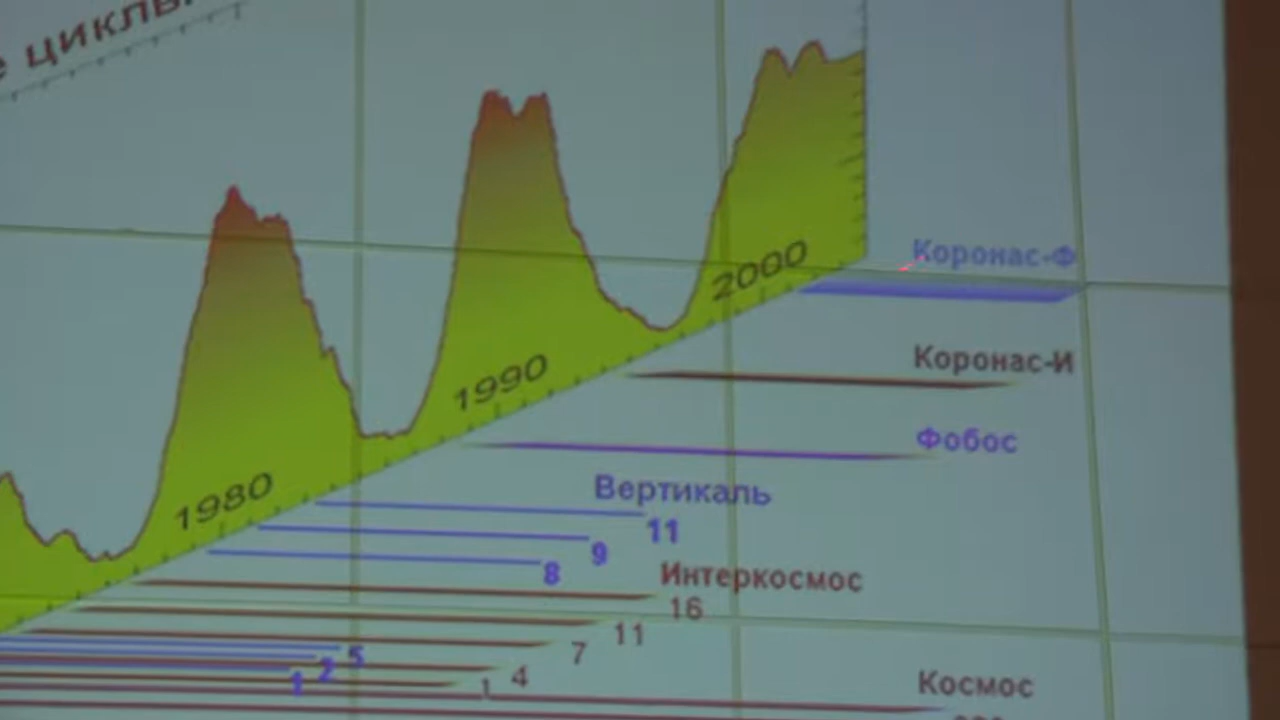 циклы
2000
Коронас-Ф
Коронас-И
1990
Фобос
1980
Вертикаль
11
9
8
Интеркосмос
16
11
7
5
2
4
1
1
Космос